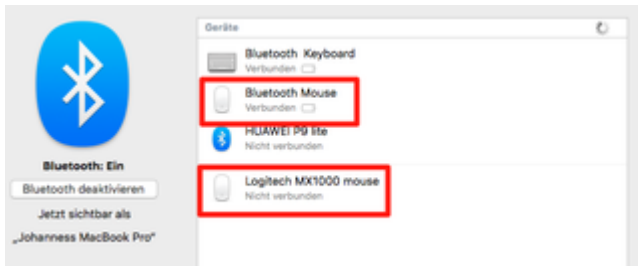 Geräte
Bluetooth Keyboard
Verbunden
Bluetooth Mouse
Verbunden
HUAWEI P9 lite
Nicht verbunden
Logitech MX1000 mouse
Nicht verbunden
Bluetooth: Ein
Bluetooth deaktivieren
Jetzt sichtbar als
„Johanness MacBook Pro“